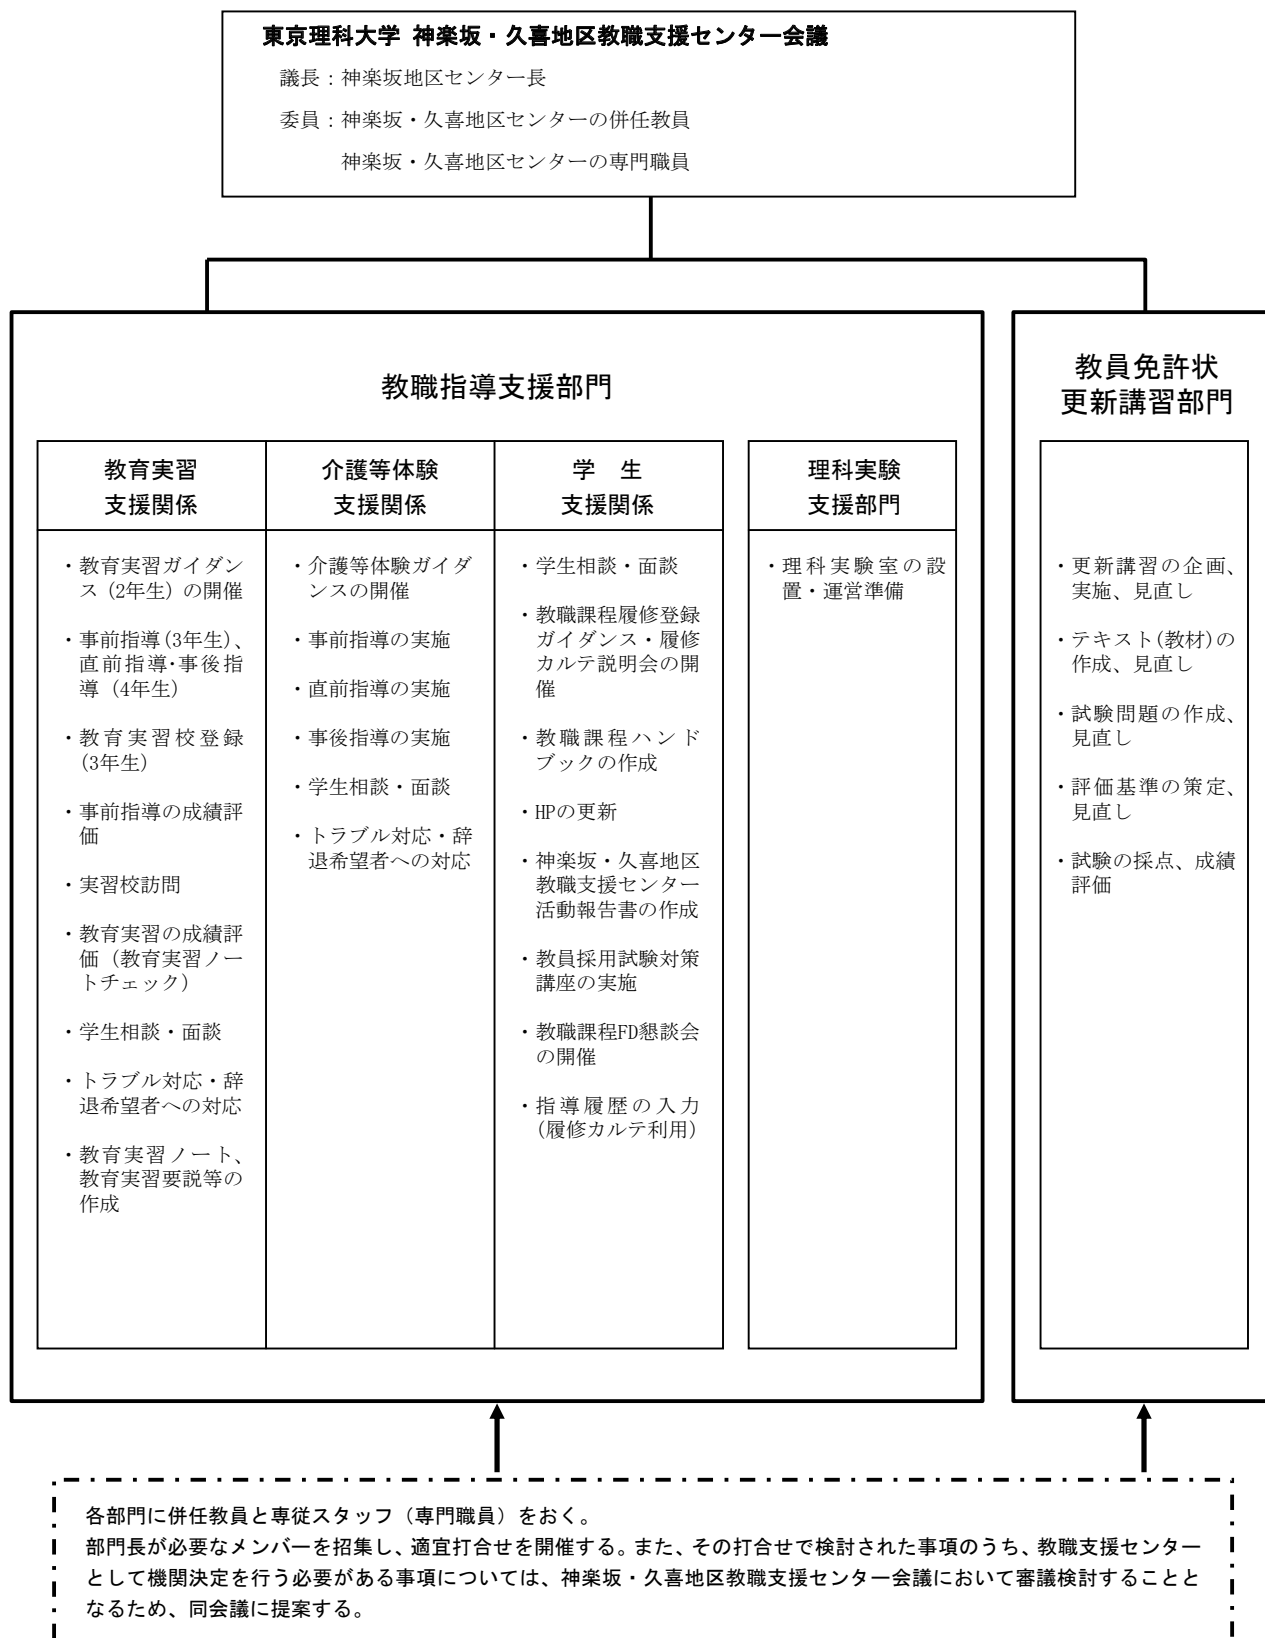 東京理科大学 神楽坂・久喜地区教職支援センター会議
議長：神楽坂地区センター長
委員：神楽坂・久喜地区センターの併任教員
神楽坂・久喜地区センターの専門職員
教職指導支援部門
教育実習
支援関係
・教育実習ガイダン
ス（2年生）の開催
・事前指導(3年生)、
直前指導･事後指
導（4年生）
・教育実習校登録
(3年生)
・事前指導の成績評
価
・実習校訪問
・教育実習の成績評
価（教育実習ノー
トチェック）
・学生相談・面談
・トラブル対応・辞
退希望者への対応
・教育実習ノート、
教育実習要説等の
作成
介護等体験
支援関係
・介護等体験ガイダ
ンスの開催
・事前指導の実施
・直前指導の実施
・事後指導の実施
・学生相談・面談
・トラブル対応・辞
退希望者への対応
学　生
支援関係
・学生相談・面談
・教職課程履修登録
ガイダンス・履修
カルテ説明会の開
催
・教職課程ハンド
ブックの作成
・HPの更新
・神楽坂・久喜地区
教職支援センター
活動報告書の作成
・教員採用試験対策
講座の実施
・教職課程FD懇談会
の開催
・指導履歴の入力
（履修カルテ利用）
理科実験
支援部門
・理科実験室の設
置・運営準備
教員免許状
更新講習部門
・更新講習の企画、
実施、見直し
・テキスト(教材)の
作成、見直し
・試験問題の作成、
見直し
・評価基準の策定、
見直し
・試験の採点、成績
評価
各部門に併任教員と専従スタッフ（専門職員）をおく。
部門長が必要なメンバーを招集し、適宜打合せを開催する。また、その打合せで検討された事項のうち、教職支援センター
として機関決定を行う必要がある事項については、神楽坂・久喜地区教職支援センター会議において審議検討することと
なるため、同会議に提案する。